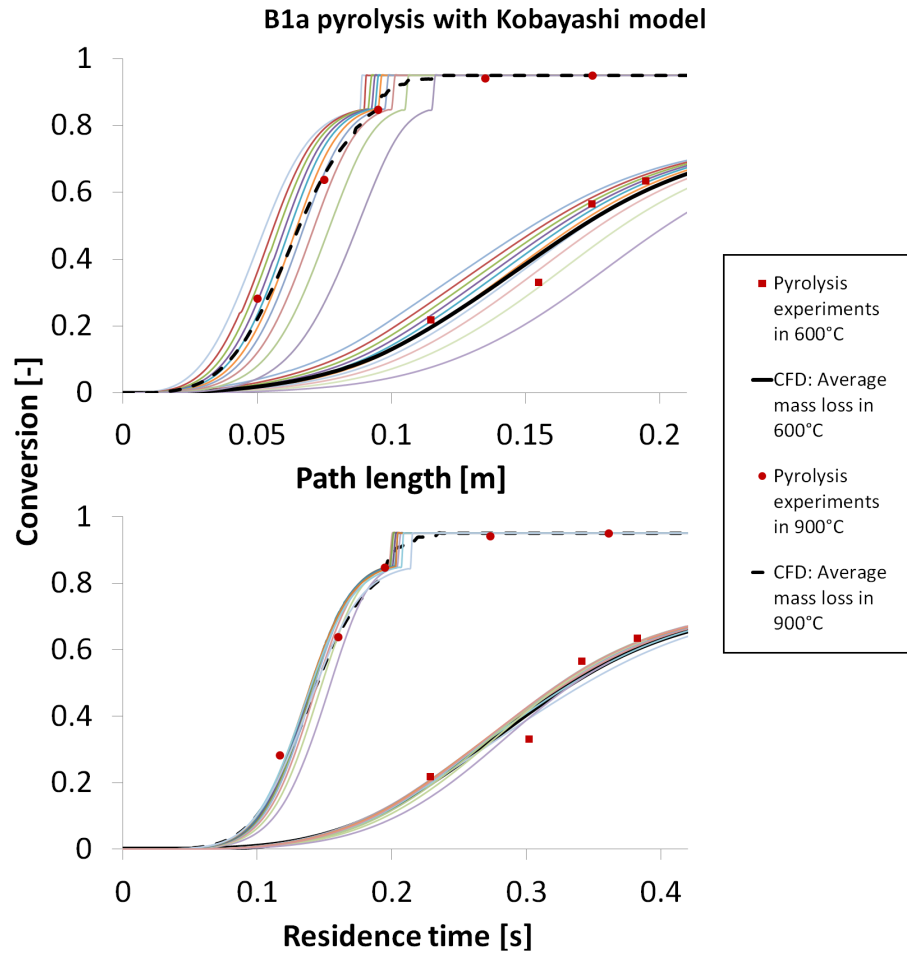 B1a pyrolysis with Kobayashi model
1
0.8
0.6
0.4
0.2
0
0 0.05 0.1 0.15 0.2
Path length [m]
Conversion [-]
1
0.8
0.6
0.4
0.2
0
0 0.1 0.2 0.3 0.4
Residence time [s]
Pyrolysis
experiments
in 600°C
CFD: Average
mass loss in
600°C
Pyrolysis
experiments
in 900°C
CFD: Average
mass loss in
900°C